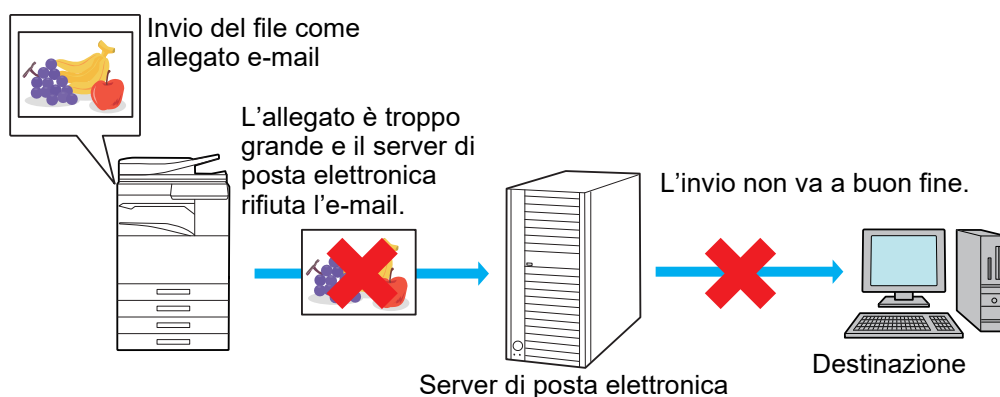 Invio del file come
allegato e-mail
L'allegato è troppo
grande e il server di
posta elettronica
rifiuta l'e-mail.
L'invio non va a buon fine.
Destinazione
Server di posta elettronica